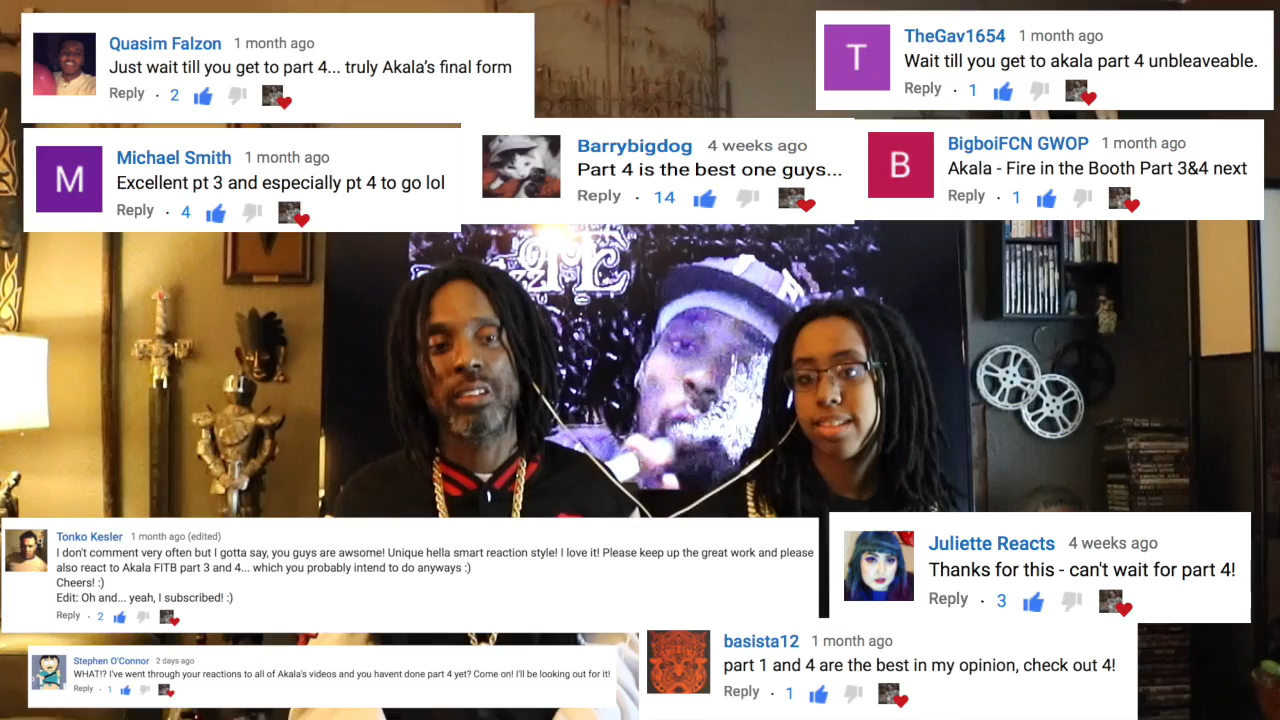 Quasim Falzon 1 month ago
Just wait till you get to part 4... truly Akala's final form
Reply · 2
TheGav1654 1 month ago
Wait till you get to akala part 4 unbleaveable.
Reply · 1
T
Michael Smith 1 month ago
Excellent pt 3 and especially pt 4 to go lol
Reply · 4
M
Barrybigdog 4 weeks ago
Part 4 is the best one guys...
Reply · 14
BigboiFCN GWOP 1 month ago
Akala - Fire in the Booth Part 3&4 next
Reply · 1
B
Tonko Kesler 1 month ago (edited)
I don't comment very often but I gotta say, you guys are awsome! Unique hella smart reaction style! I love it! Please keep up the great work and please
also react to Akala FITB part 3 and 4... which you probably intend to do anyways :)
Cheers! :)
Edit: Oh and... yeah, I subscribed! :)
Reply · 2
Juliette Reacts 4 weeks ago
Thanks for this - can't wait for part 4!
Reply · 3
basista12 1 month ago
part 1 and 4 are the best in my opinion, check out 4!
Reply · 1
Stephen O'Connor 2 days ago
WHAT!? I've went through your reactions to all of Akala's videos and you havent done part 4 yet? Come on! I'll be looking out for it!
Reply · 1